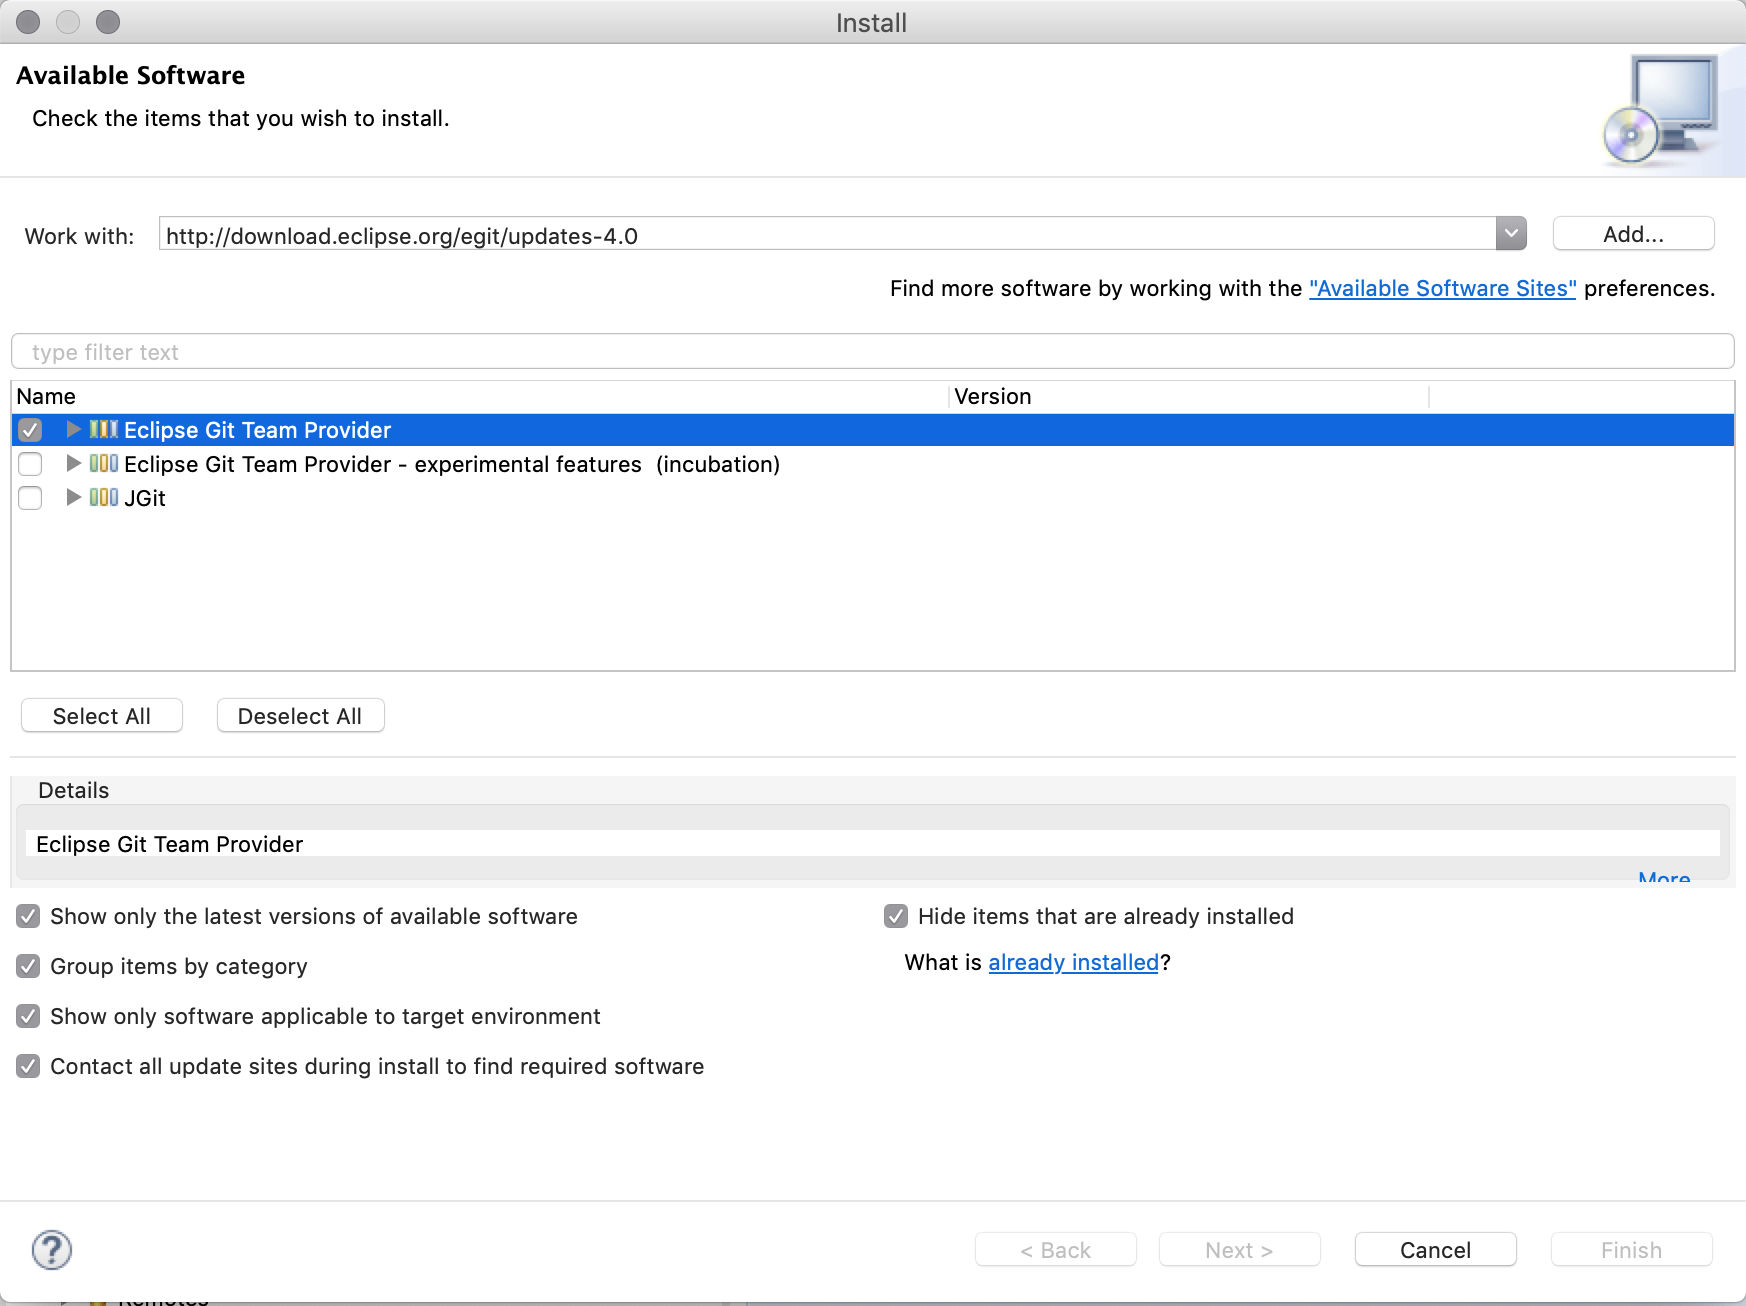 Install
Available Software
Check the items that you wish to install.
Work with: http://download.eclipse.org/egit/updates-4.0 Add...
Find more software by working with the "Available Software Sites" preferences.
type filter text
Name Version
Eclipse Git Team Provider
Eclipse Git Team Provider - experimental features (incubation)
JGit
Select All Deselect All
Details
Eclipse Git Team Provider
More
Show only the latest versions of available software Hide items that are already installed
Group items by category What is already installed?
Show only software applicable to target environment
Contact all update sites during install to find required software
? < Back Next > Cancel Finish
Remotes